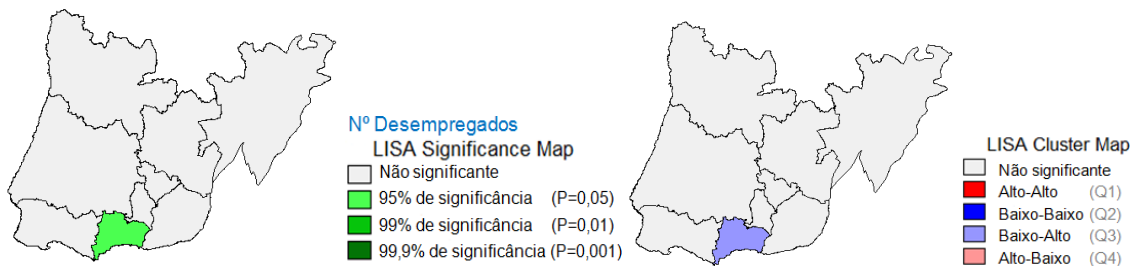 Nº Desempregados
LISA Significance Map
Não significante
95% de significância (P=0,05)
99% de significância (P=0,01)
99,9% de significância (P=0,001)
LISA Cluster Map
Não significante
Alto-Alto (Q1)
Baixo-Baixo (Q2)
Baixo-Alto (Q3)
Alto-Baixo (Q4)